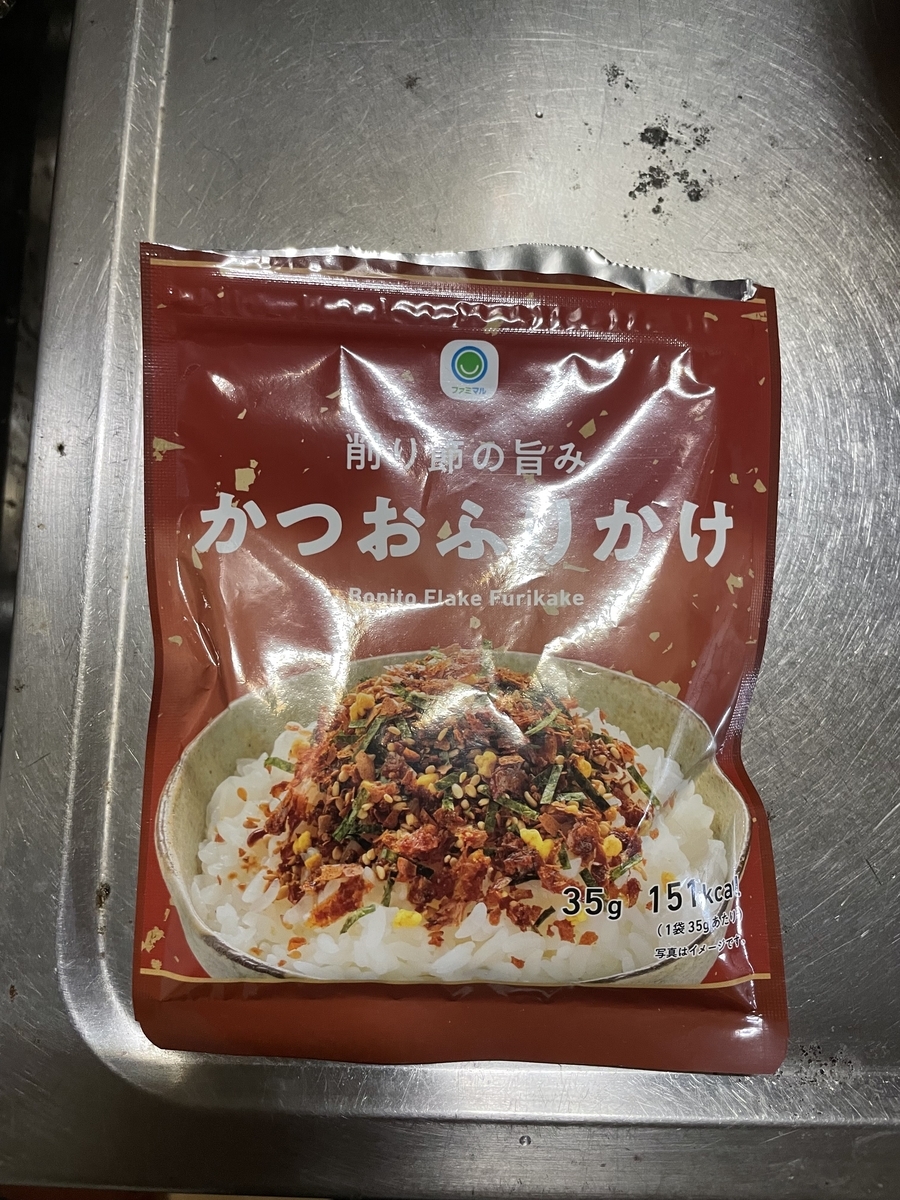 ファミマル
削り節の旨み
かつおふりかけ
Bonito Flake Furikake
35g 151kcal
(1袋35gあたり)
写真はイメージです。